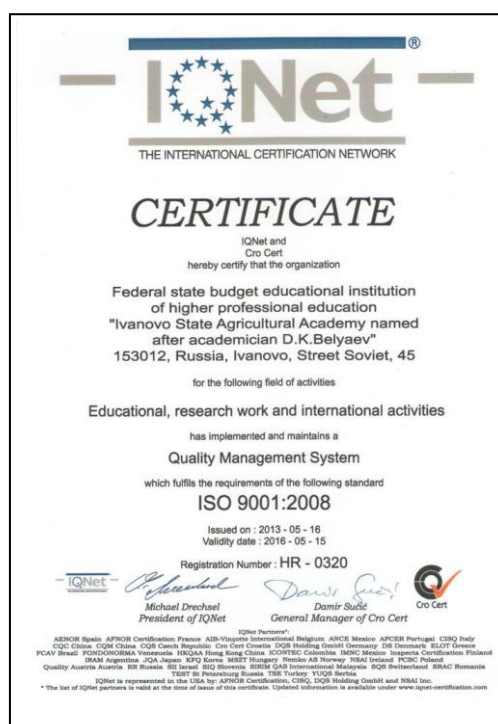 IQNet ®
THE INTERNATIONAL CERTIFICATION NETWORK
CERTIFICATE
IQNet and
Cro Cert
hereby certify that the organization
Federal state budget educational institution
of higher professional education
"Ivanovo State Agricultural Academy named
after academician D.K.Belyaev"
153012, Russia, Ivanovo, Street Soviet, 45
for the following field of activities
Educational, research work and international activities
has implemented and maintains a
Quality Management System
which fulfils the requirements of the following standard
ISO 9001:2008
Issued on : 2013 - 05 - 16
Validity date : 2016 - 05 - 15
Registration Number : HR - 0320
IQNet
Michael Drechsel
President of IQNet
Damir Sučić
General Manager of Cro Cert
Cro Cert
IQNet Partners*:
AENOR Spain AFNOR Certification France AIB-Vinçotte International Belgium ANCE Mexico APCER Portugal CISQ Italy
CQC China CQM China CQS Czech Republic Cro Cert Croatia DQS Holding GmbH Germany DS Denmark ELOT Greece
FCAV Brazil FONDONORMA Venezuela HKQAA Hong Kong China ICONTEC Colombia IMNC Mexico Inspecta Certification Finland
IRAM Argentina JQA Japan KFQ Korea MSZT Hungary Nemko AS Norway NSAI Ireland PCBC Poland
Quality Austria Austria RR Russia SII Israel SIQ Slovenia SIRIM QAS International Malaysia SQS Switzerland SRAC Romania
TEST St Petersburg Russia TSE Turkey YUQS Serbia
IQNet is represented in the USA by: AFNOR Certification, CISQ, DQS Holding GmbH and NSAI Inc.
* The list of IQNet partners is valid at the time of issue of this certificate. Updated information is available under www.iqnet-certification.com